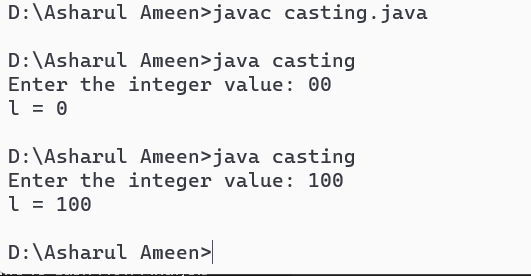 D:\Asharul Ameen>javac casting.java
D:\Asharul Ameen>java casting
Enter the integer value: 00
l = 0
D:\Asharul Ameen>java casting
Enter the integer value: 100
l = 100
D:\Asharul Ameen>